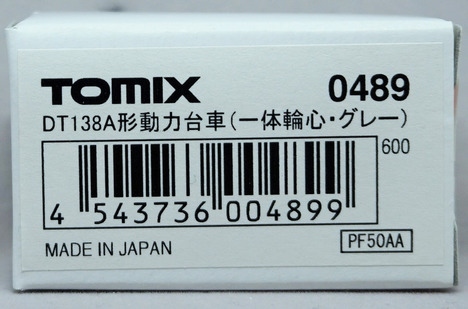 TOMIX 0489
DT138A形動力台車(一体輪心・グレー)
600
4 543736 004899
MADE IN JAPAN PF50AA